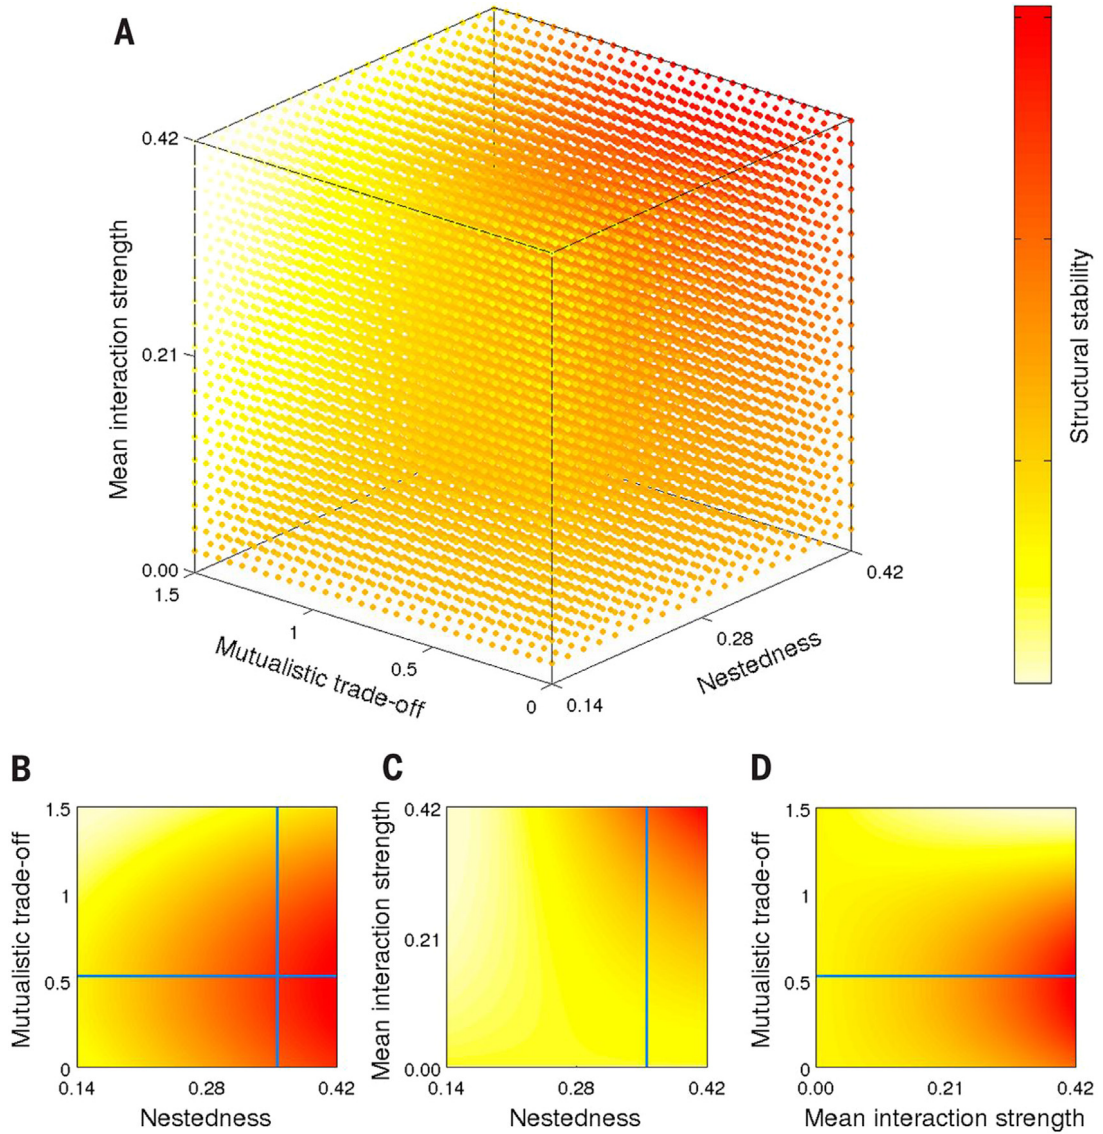 A
0.42
0.21
0.00
Mean interaction strength
1.5
1
0.5
0
Mutualistic trade-off
0.14
0.28
0.42
Nestedness
Structural stability
B
1.5
1
0.5
0
Mutualistic trade-off
0.14
0.28
0.42
Nestedness
C
0.42
0.21
0.00
Mean interaction strength
0.14
0.28
0.42
Nestedness
D
1.5
1
0.5
0
Mutualistic trade-off
0.00
0.21
0.42
Mean interaction strength